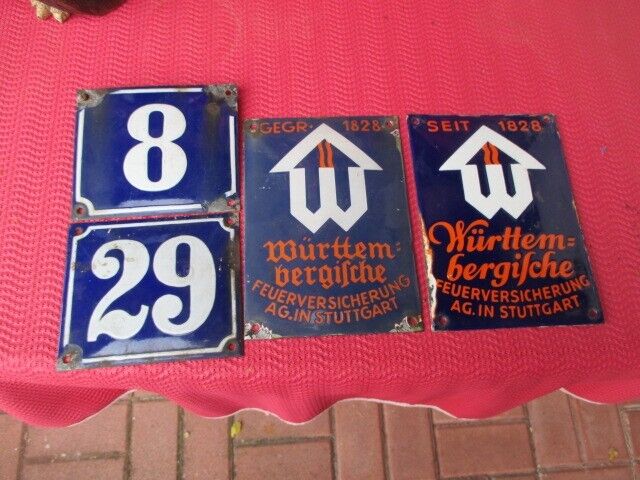 8
29
GEGR. 1828
W
Württem=
bergiſche
FEUERVERSICHERUNG
AG. IN STUTTGART
SEIT 1828
W
Württem=
bergiſche
FEUERVERSICHERUNG
AG. IN STUTTGART